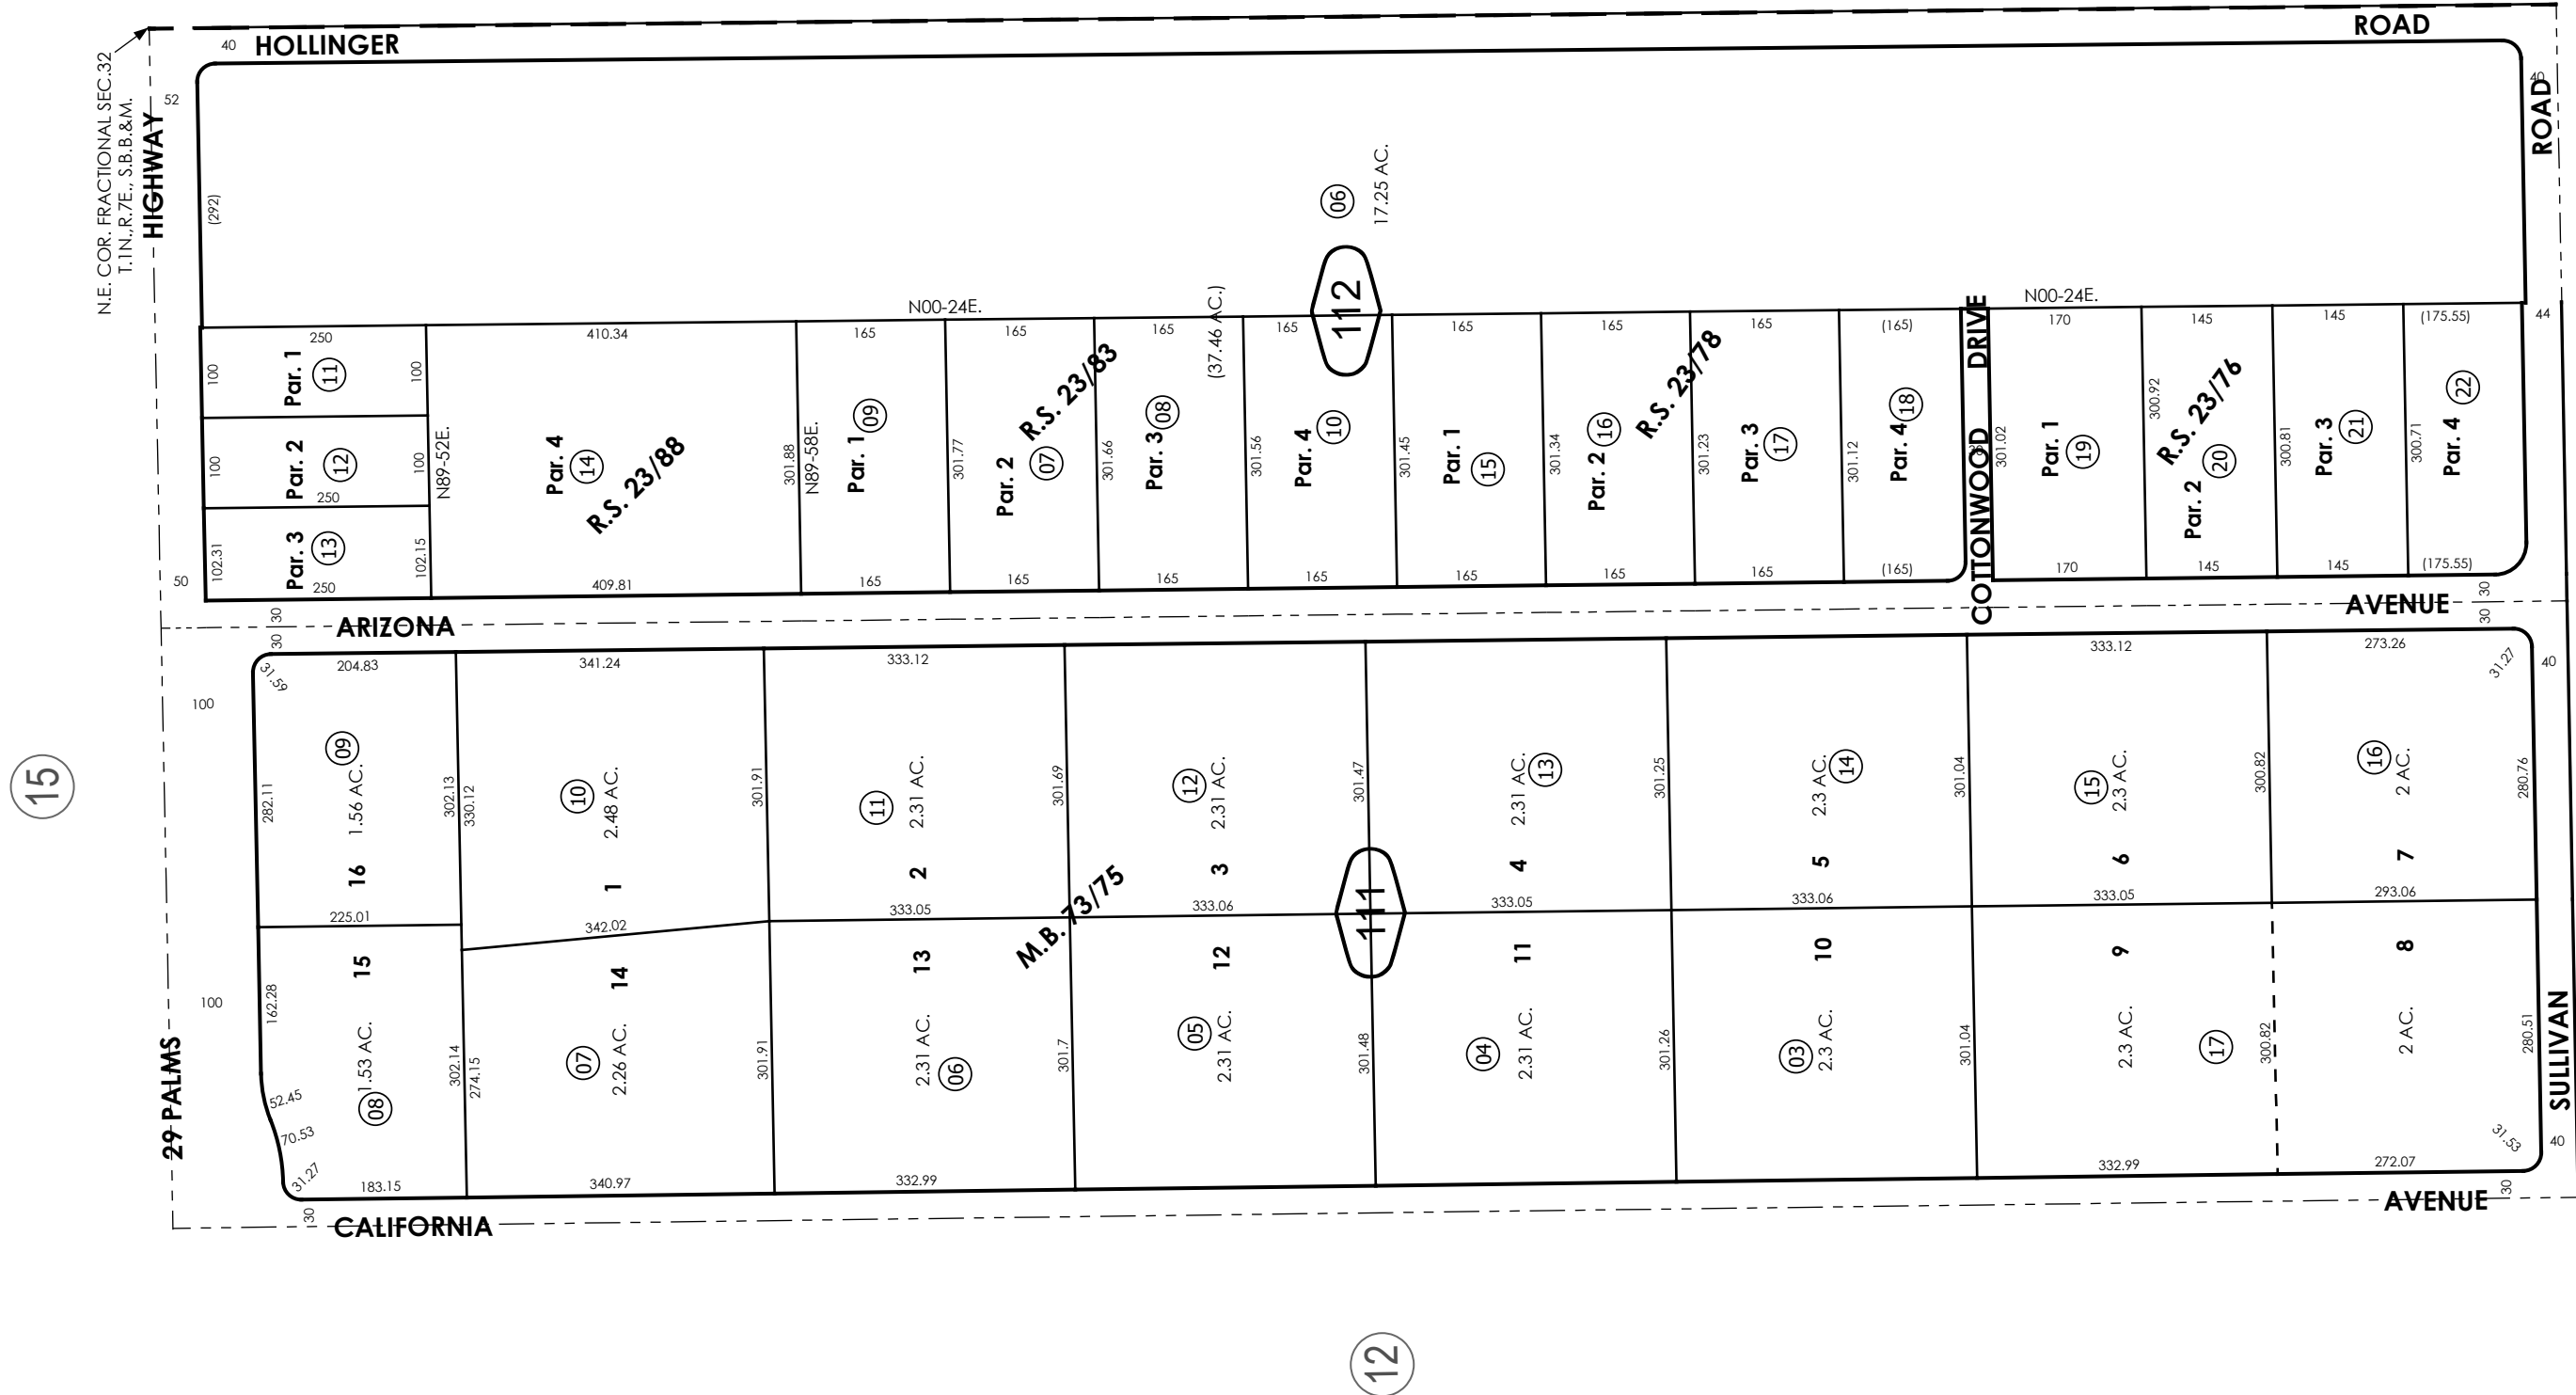 N.E. COR. FRACTIONAL SEC.32
T.1N.,R.7E., S.B.B.&M.
40
HOLLINGER
ROAD
HIGHWAY
52
(292)
06
17.25 AC.
40
ROAD
112
(37.46 AC.)
N00-24E.
N00-24E.
44
250
410.34
165
165
165
165
165
165
165
(165)
170
145
145
(175.55)
100
Par. 1
11
100
100
Par. 2
12
100
250
102.31
Par. 3
13
102.15
250
N89-52E.
Par. 4
14
R.S. 23/88
301.88
N89-58E.
Par. 1
09
301.77
Par. 2
07
R.S. 23/83
301.66
Par. 3
08
301.56
Par. 4
10
301.45
Par. 1
15
301.34
Par. 2
16
R.S. 23/78
301.23
Par. 3
17
301.12
Par. 4
18
COTTONWOOD DRIVE
301.02
Par. 1
19
300.92
R.S. 23/76
Par. 2
20
300.81
Par. 3
21
300.71
Par. 4
22
409.81
165
165
165
165
165
165
165
(165)
170
145
145
(175.55)
50
30
30
ARIZONA
AVENUE
30
30
31.59
204.83
341.24
333.12
333.12
273.26
31.27
40
100
282.11
09
1.56 AC.
16
302.13
330.12
10
2.48 AC.
1
301.91
11
2.31 AC.
2
301.69
12
2.31 AC.
3
301.47
2.31 AC.
13
4
301.25
2.3 AC.
14
5
301.04
15
2.3 AC.
6
300.82
16
2 AC.
7
280.76
225.01
342.02
333.05
333.06
333.05
333.06
333.05
293.06
M.B. 73/75
111
100
162.28
15
1.53 AC.
08
52.45
70.53
31.27
302.14
274.15
14
07
2.26 AC.
301.91
13
2.31 AC.
06
301.7
12
05
2.31 AC.
301.48
11
04
2.31 AC.
301.26
10
03
2.3 AC.
301.04
9
2.3 AC.
17
300.82
8
2 AC.
280.51
31.53
40
SULLIVAN
29 PALMS
183.15
340.97
332.99
332.99
272.07
30
CALIFORNIA
AVENUE
30
15
12